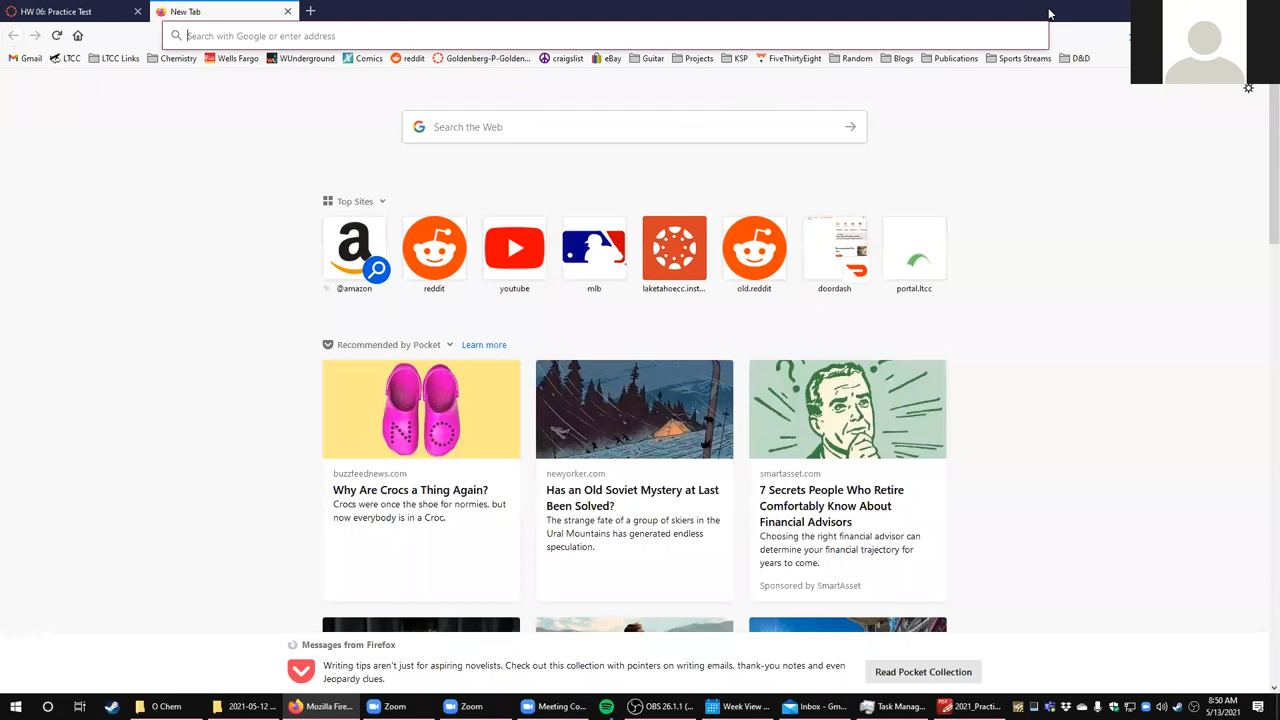 HW 06: Practice Test
New Tab
Search with Google or enter address
Gmail LTCC LTCC Links Chemistry Wells Fargo WUnderground Comics reddit Goldenberg-P-Golden... craigslist eBay Guitar Projects KSP FiveThirtyEight Random Blogs Publications Sports Streams D&D
Search the Web
Top Sites
@amazon reddit youtube mlb laketahoecc.inst... old.reddit doordash portal.ltcc
Recommended by Pocket Learn more
NO
buzzfeednews.com
Why Are Crocs a Thing Again?
Crocs were once the shoe for normies, but
now everybody is in a Croc.
newyorker.com
Has an Old Soviet Mystery at Last
Been Solved?
The strange fate of a group of skiers in the
Ural Mountains has generated endless
speculation.
smartasset.com
7 Secrets People Who Retire
Comfortably Know About
Financial Advisors
Choosing the right financial advisor can
determine your financial trajectory for
years to come.
Sponsored by SmartAsset
Messages from Firefox
Writing tips aren't just for aspiring novelists. Check out this collection with pointers on writing emails, thank-you notes and even
Jeopardy clues.
Read Pocket Collection
O Chem 2021-05-12 ... Mozilla Fire... Zoom Zoom Meeting Co... OBS 26.1.1 (... Week View ... Inbox - Gm... Task Manag... 2021_Practi...
8:50 AM
5/13/2021